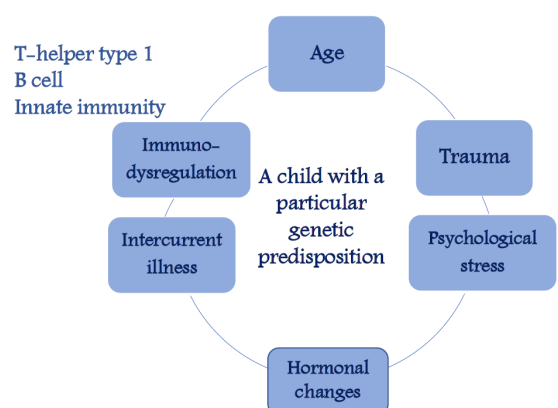 T-helper type 1
B cell
Innate immunity
Age
Immuno-
dysregulation
Trauma
A child with a
particular
genetic
predisposition
Intercurrent
illness
Psychological
stress
Hormonal
changes